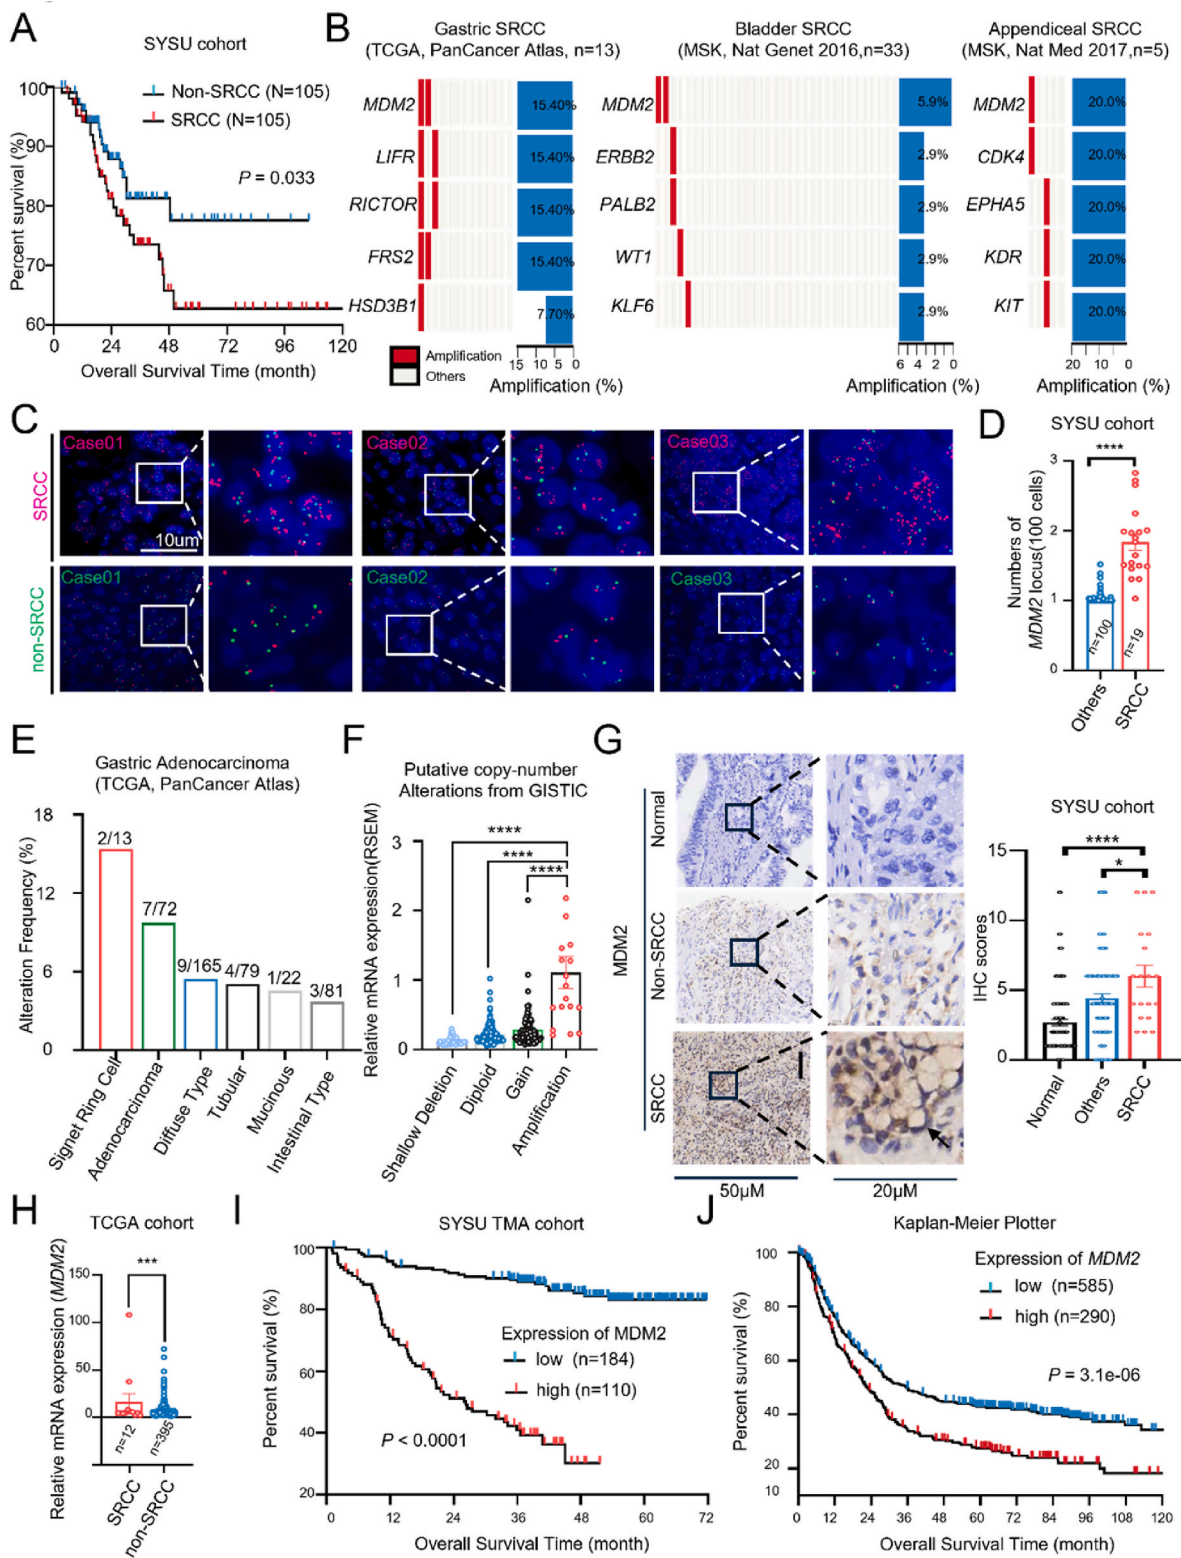 A
SYSU cohort
Non-SRCC (N=105)
SRCC (N=105)
P = 0.033
Percent survival (%)
100
90
80
70
60
0 24 48 72 96 120
Overall Survival Time (month)
B
Gastric SRCC
(TCGA, PanCancer Atlas, n=13)
MDM2 15.40%
LIFR 15.40%
RICTOR 15.40%
FRS2 15.40%
HSD3B1 7.70%
Amplification
Others
15 10 5 0
Amplification (%)
Bladder SRCC
(MSK, Nat Genet 2016,n=33)
MDM2 5.9%
ERBB2 2.9%
PALB2 2.9%
WT1 2.9%
KLF6 2.9%
6 4 2 0
Amplification (%)
Appendiceal SRCC
(MSK, Nat Med 2017,n=5)
MDM2 20.0%
CDK4 20.0%
EPHA5 20.0%
KDR 20.0%
KIT 20.0%
20 10 0
Amplification (%)
C
SRCC
Case01
10um
Case02
Case03
non-SRCC
Case01
Case02
Case03
D
SYSU cohort
****
Numbers of
MDM2 locus(100 cells)
3
2
1
0
n=100
n=19
Others
SRCC
E
Gastric Adenocarcinoma
(TCGA, PanCancer Atlas)
Alteration Frequency (%)
18
12
6
0
2/13
7/72
9/165
4/79
1/22
3/81
Signet Ring Cell
Adenocarcinoma
Diffuse Type
Tubular
Mucinous
Intestinal Type
F
Putative copy-number
Alterations from GISTIC
****
****
****
Relative mRNA expression(RSEM)
3
2
1
0
Shallow Deletion
Diploid
Gain
Amplification
G
MDM2
Normal
Non-SRCC
SRCC
50µM
20µM
SYSU cohort
****
*
IHC scores
15
10
5
0
Normal
Others
SRCC
H
TCGA cohort
***
Relative mRNA expression (MDM2)
150
100
50
0
n=12
n=395
SRCC
non-SRCC
I
SYSU TMA cohort
Percent survival (%)
100
80
60
40
20
Expression of MDM2
low (n=184)
high (n=110)
P < 0.0001
0 12 24 36 48 60 72
Overall Survival Time (month)
J
Kaplan-Meier Plotter
Expression of MDM2
low (n=585)
high (n=290)
P = 3.1e-06
Percent survival (%)
100
80
60
40
20
10
0 12 24 36 48 60 72 84 96 108 120
Overall Survival Time (month)